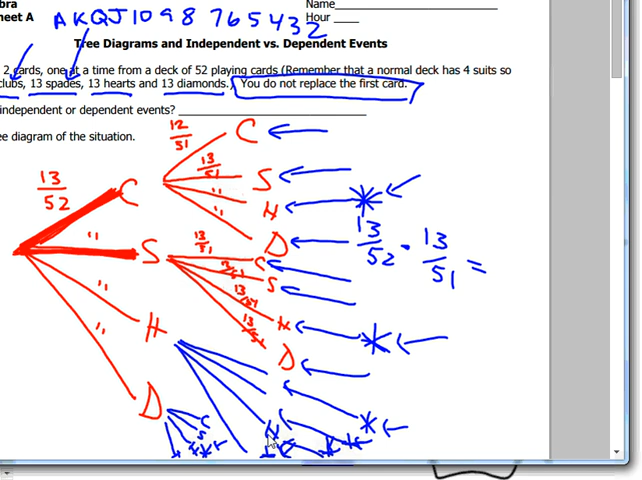 bra
Name
heet A
A K Q J 10 9 8 7 6 5 4 3 2
Hour
Tree Diagrams and Independent vs. Dependent Events
2 cards, one at a time from a deck of 52 playing cards (Remember that a normal deck has 4 suits so
clubs, 13 spades, 13 hearts and 13 diamonds.) You do not replace the first card.
independent or dependent events?
ee diagram of the situation.
12/51 C
13/52 C 13/51 S
" H
" D
13/52 · 13/51 =
" S 13/51 C
13/51 S
13/51 H
13/51 D
" H
" D
C
S
H